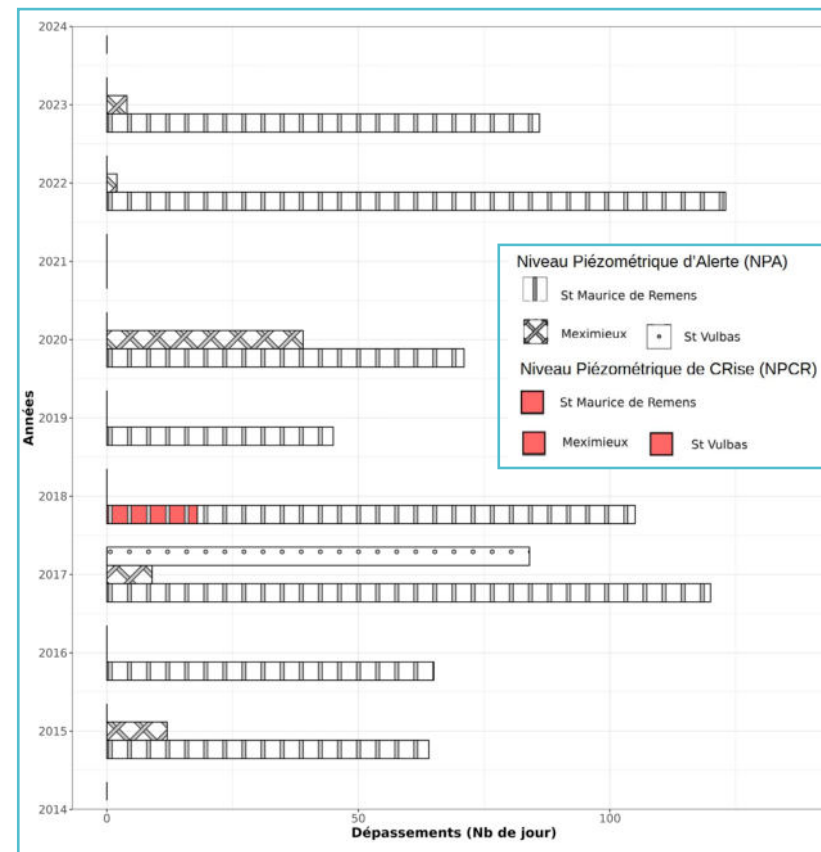 2024
2023
2022
2021
2020
2019
2018
2017
2016
2015
2014
Années
0
50
100
Dépassements (Nb de jour)
Niveau Piézométrique d'Alerte (NPA)
St Maurice de Remens
Meximieux
St Vulbas
Niveau Piézométrique de CRise (NPCR)
St Maurice de Remens
Meximieux
St Vulbas